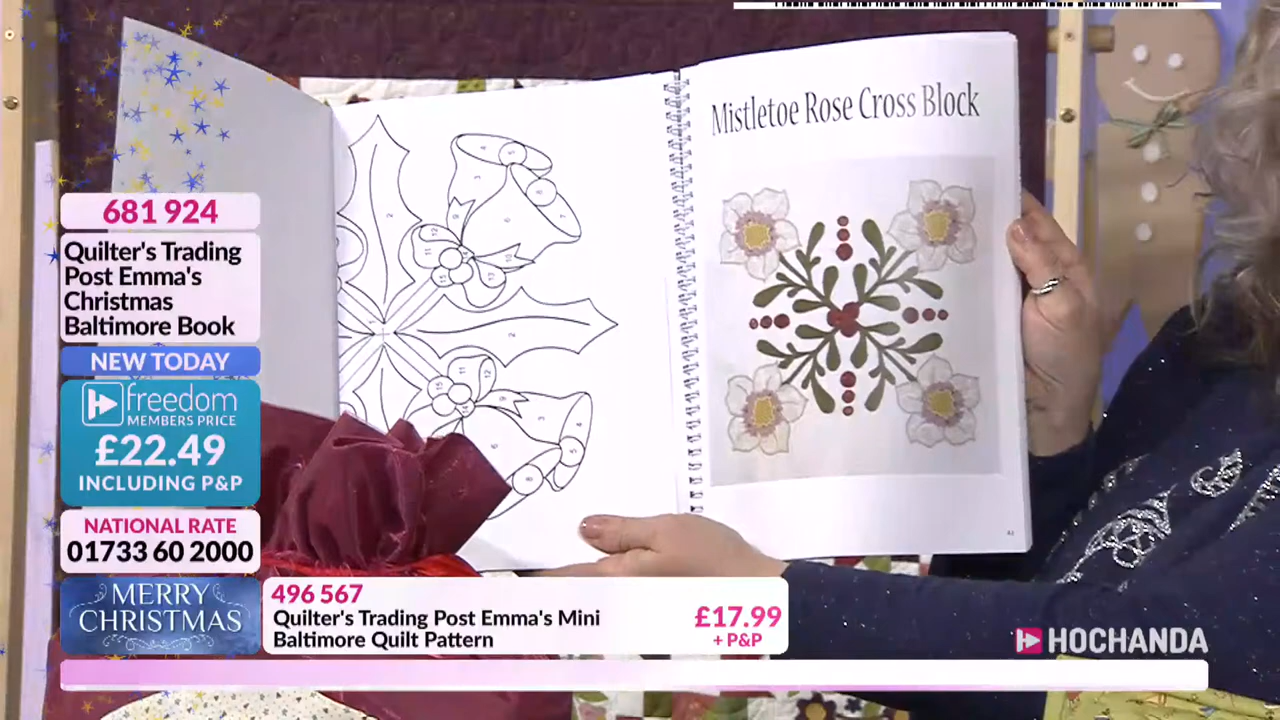 Mistletoe Rose Cross Block
681 924
Quilter's Trading
Post Emma's
Christmas
Baltimore Book
NEW TODAY
freedom
MEMBERS PRICE
£22.49
INCLUDING P&P
NATIONAL RATE
01733 60 2000
MERRY
CHRISTMAS
496 567
Quilter's Trading Post Emma's Mini
Baltimore Quilt Pattern
£17.99
+ P&P
HOCHANDA